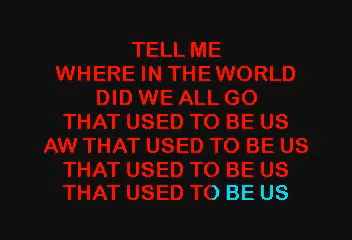 TELL ME
WHERE IN THE WORLD
DID WE ALL GO
THAT USED TO BE US
AW THAT USED TO BE US
THAT USED TO BE US
THAT USED TO BE US